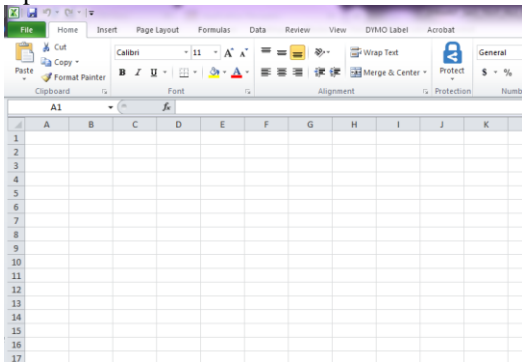 File Home Insert Page Layout Formulas Data Review View DYMO Label Acrobat
Cut
Copy
Format Painter
Paste
Calibri 11 A A
B I U A
Wrap Text
Merge & Center
Protect
General
$ %
Clipboard Font Alignment Protection Numb
A1 fx
A B C D E F G H I J K
1
2
3
4
5
6
7
8
9
10
11
12
13
14
15
16
17